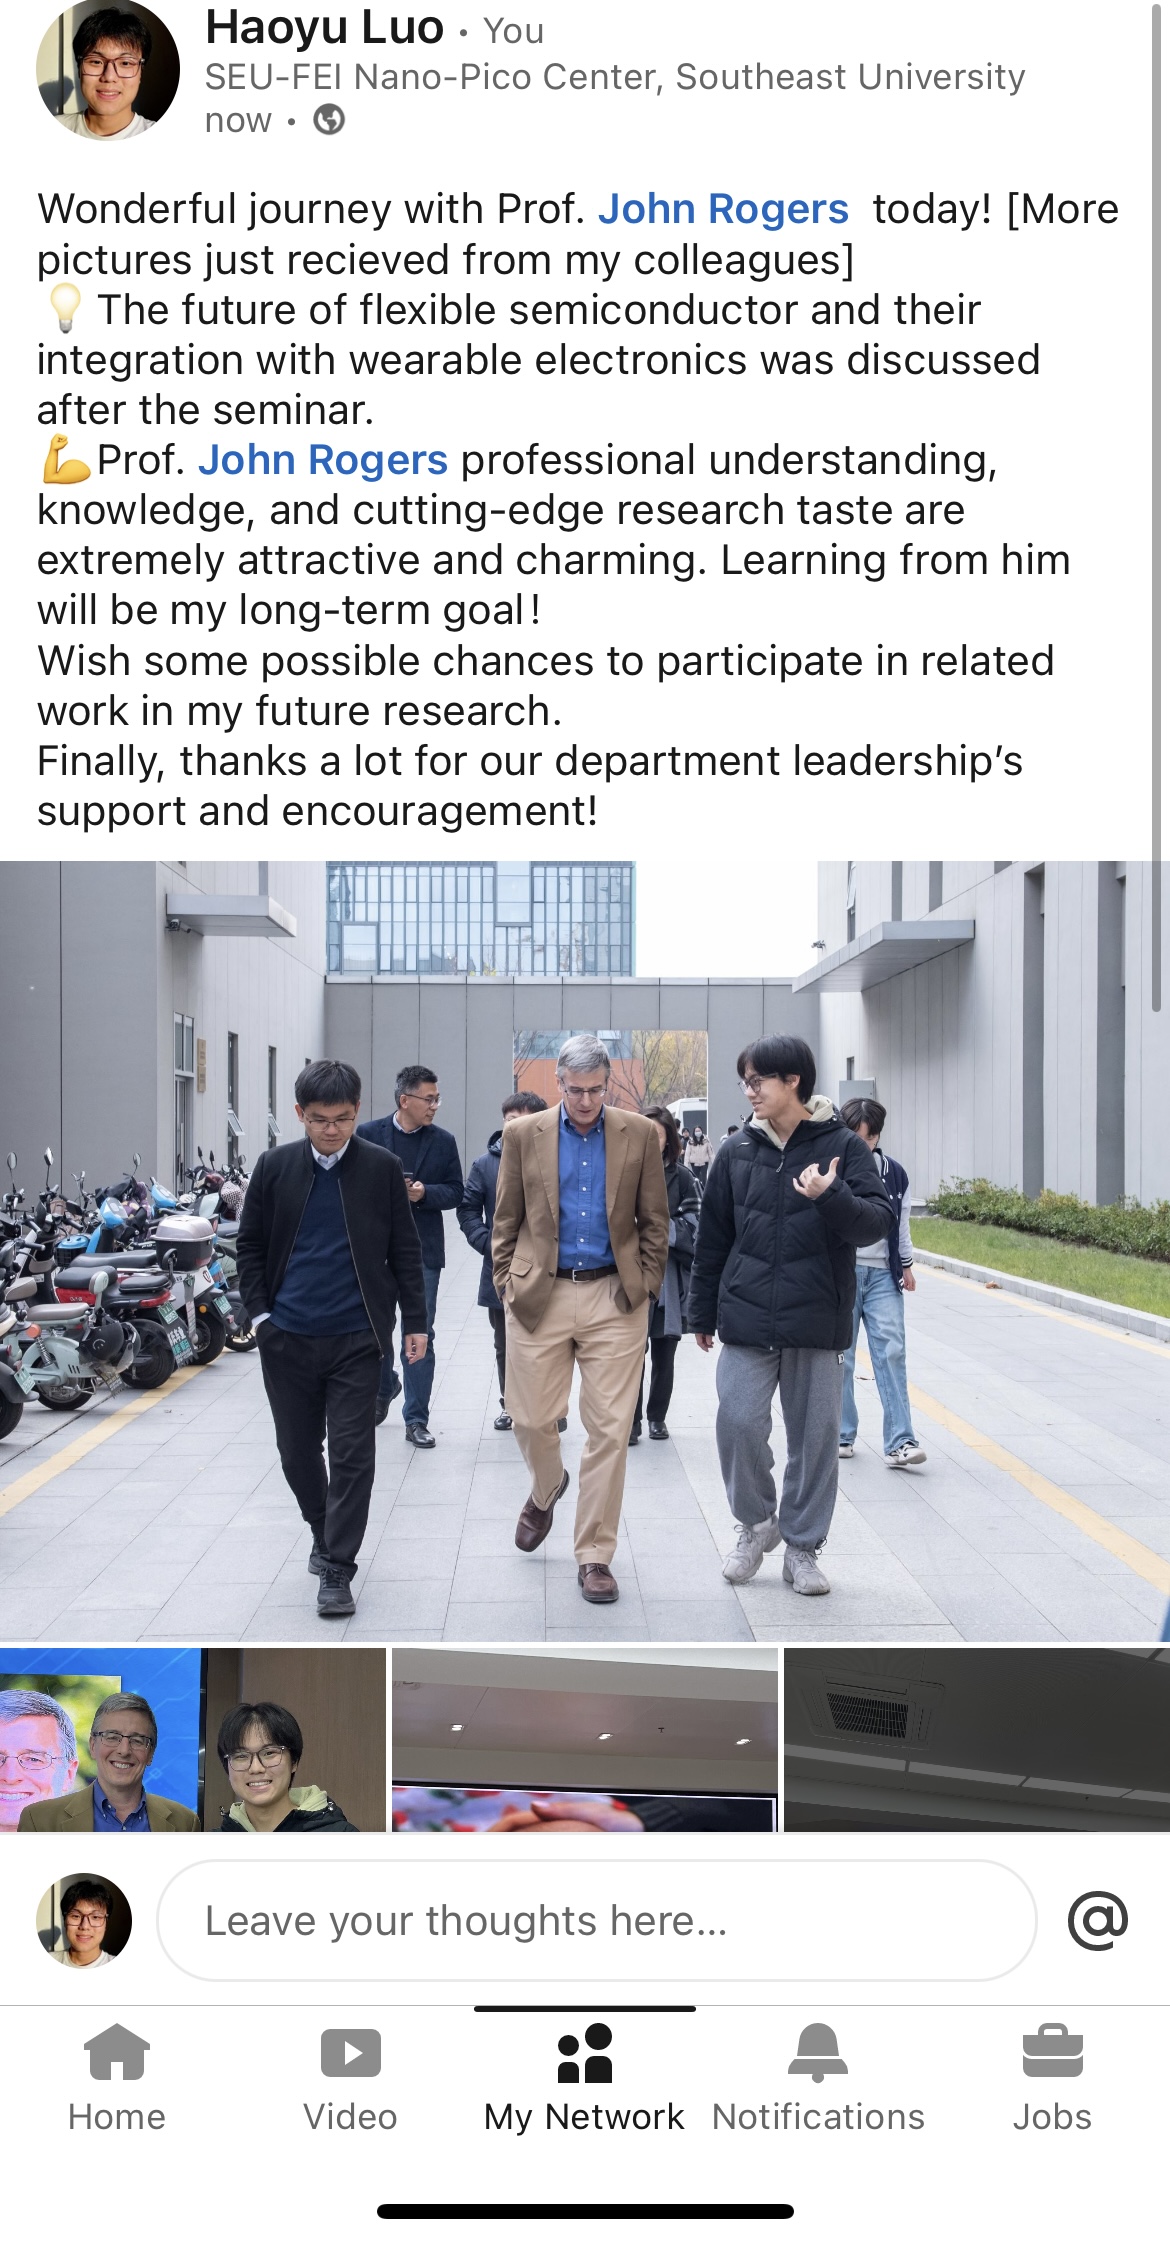 Haoyu Luo • You
SEU-FEI Nano-Pico Center, Southeast University
now •
Wonderful journey with Prof. John Rogers today! [More
pictures just recieved from my colleagues]
💡 The future of flexible semiconductor and their
integration with wearable electronics was discussed
after the seminar.
💪Prof. John Rogers professional understanding,
knowledge, and cutting-edge research taste are
extremely attractive and charming. Learning from him
will be my long-term goal!
Wish some possible chances to participate in related
work in my future research.
Finally, thanks a lot for our department leadership’s
support and encouragement!
Leave your thoughts here...
@
Home
Video
My Network
Notifications
Jobs